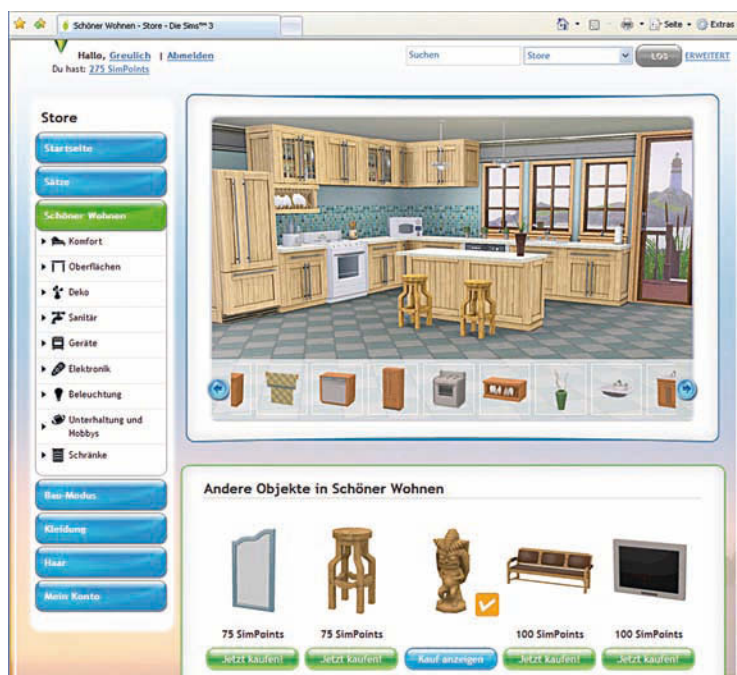 Schöner Wohnen - Store - Die Sims™ 3
Seite
Extras
Hallo, Greulich | Abmelden
Du hast: 275 SimPoints
Suchen
Store
LOS
ERWEITERT
Store
Startseite
Sätze
Schöner Wohnen
Komfort
Oberflächen
Deko
Sanitär
Geräte
Elektronik
Beleuchtung
Unterhaltung und
Hobbys
Schränke
Bau-Modus
Kleidung
Haar
Mein Konto
Andere Objekte in Schöner Wohnen
75 SimPoints
75 SimPoints
100 SimPoints
100 SimPoints
Jetzt kaufen!
Jetzt kaufen!
Kauf anzeigen
Jetzt kaufen!
Jetzt kaufen!